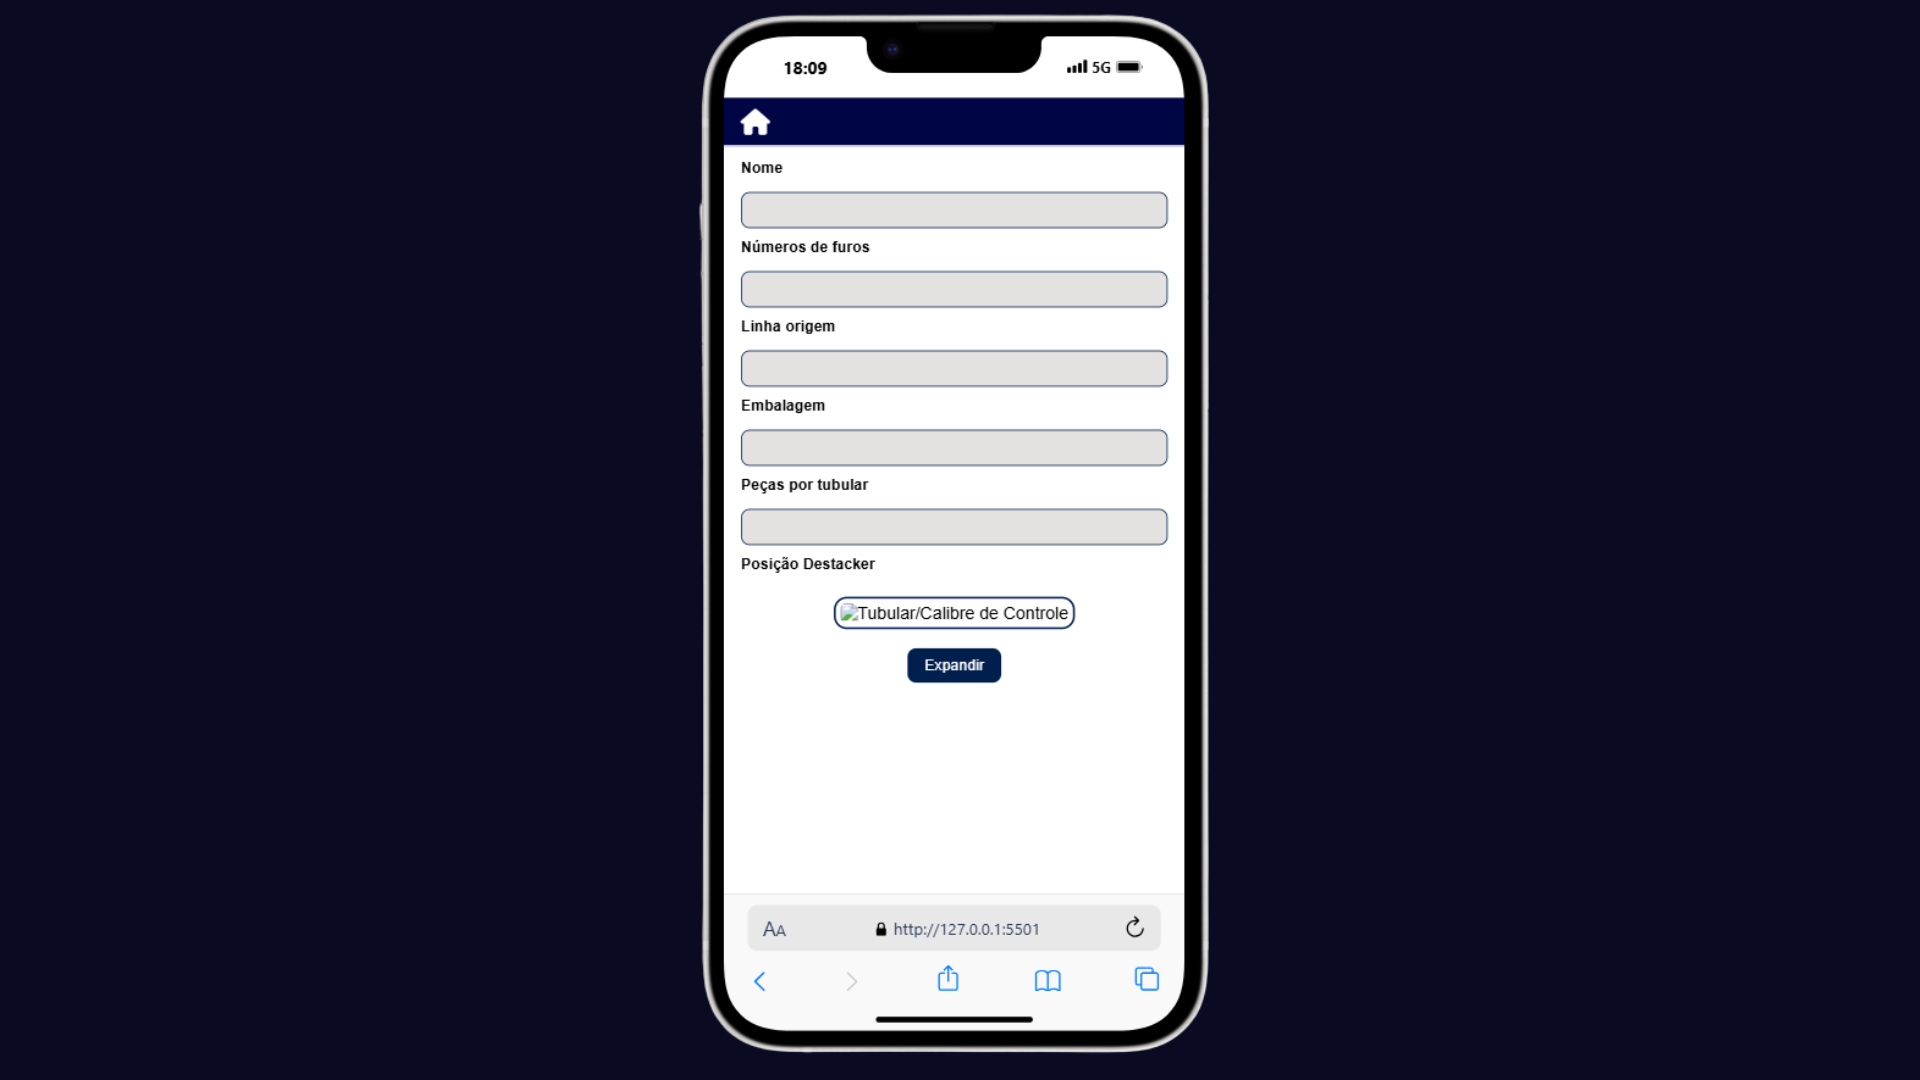 18:09 5G
Nome
Números de furos
Linha origem
Embalagem
Peças por tubular
Posição Destacker
Tubular/Calibre de Controle
Expandir
AA http://127.0.0.1:5501